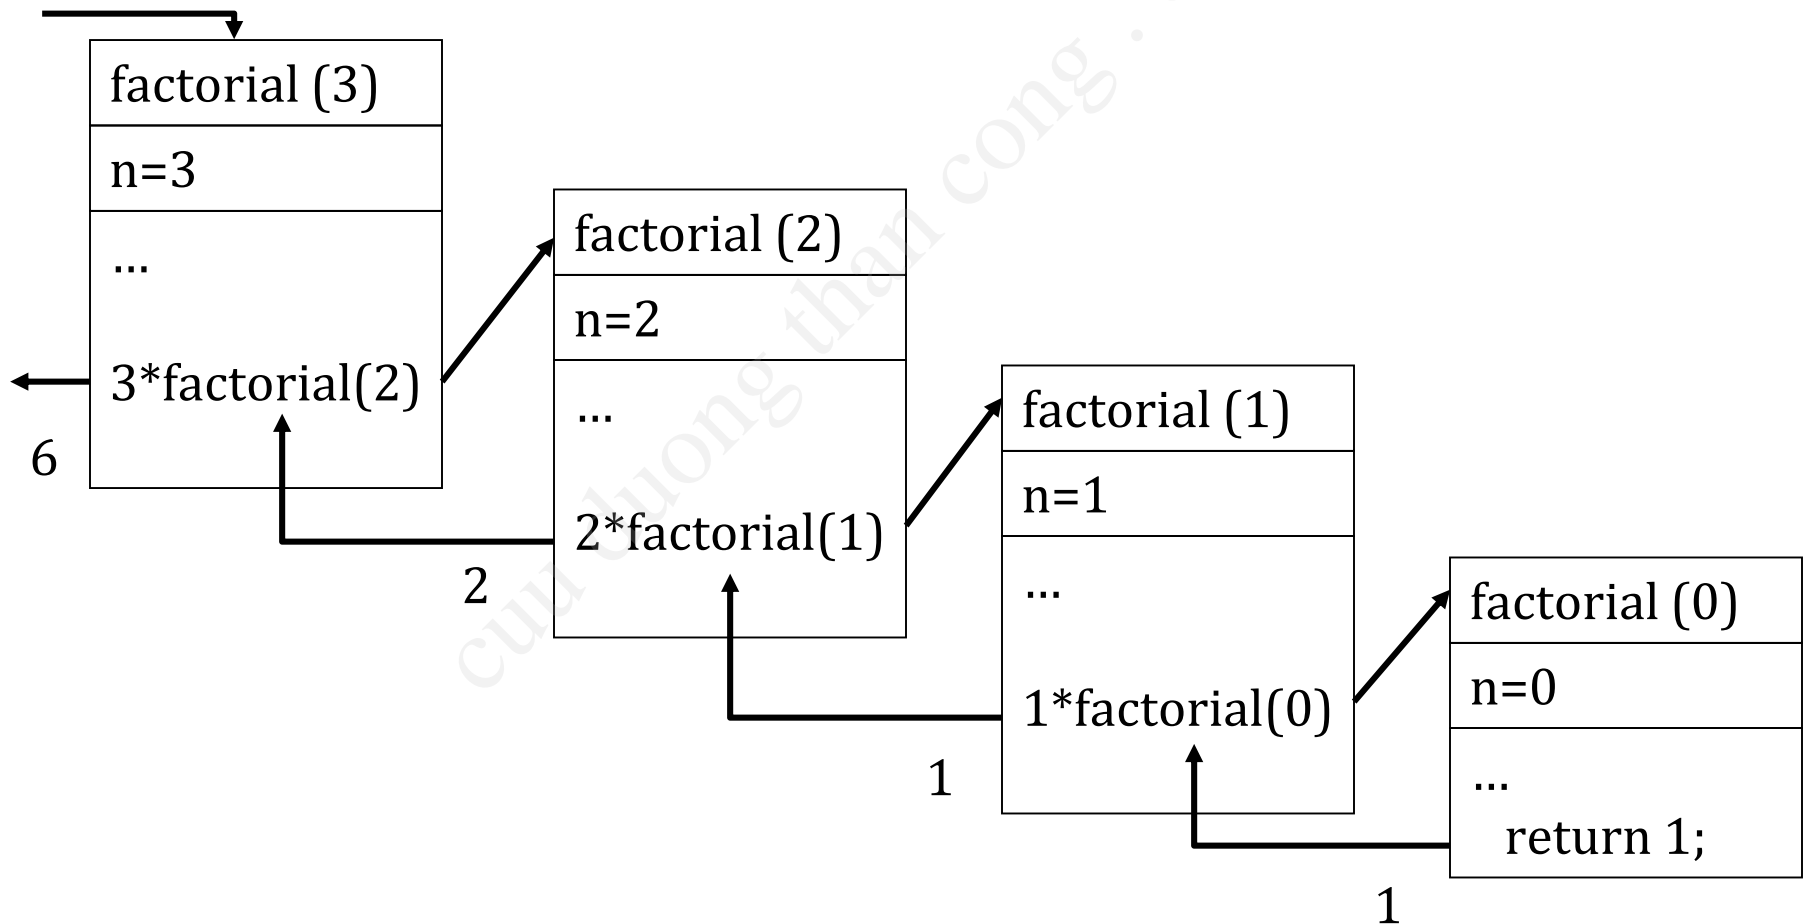 factorial (3)
n=3
...
3*factorial(2)
6
factorial (2)
n=2
...
2*factorial(1)
2
factorial (1)
n=1
...
1*factorial(0)
1
factorial (0)
n=0
...
return 1;
1
cuu duong than cong .